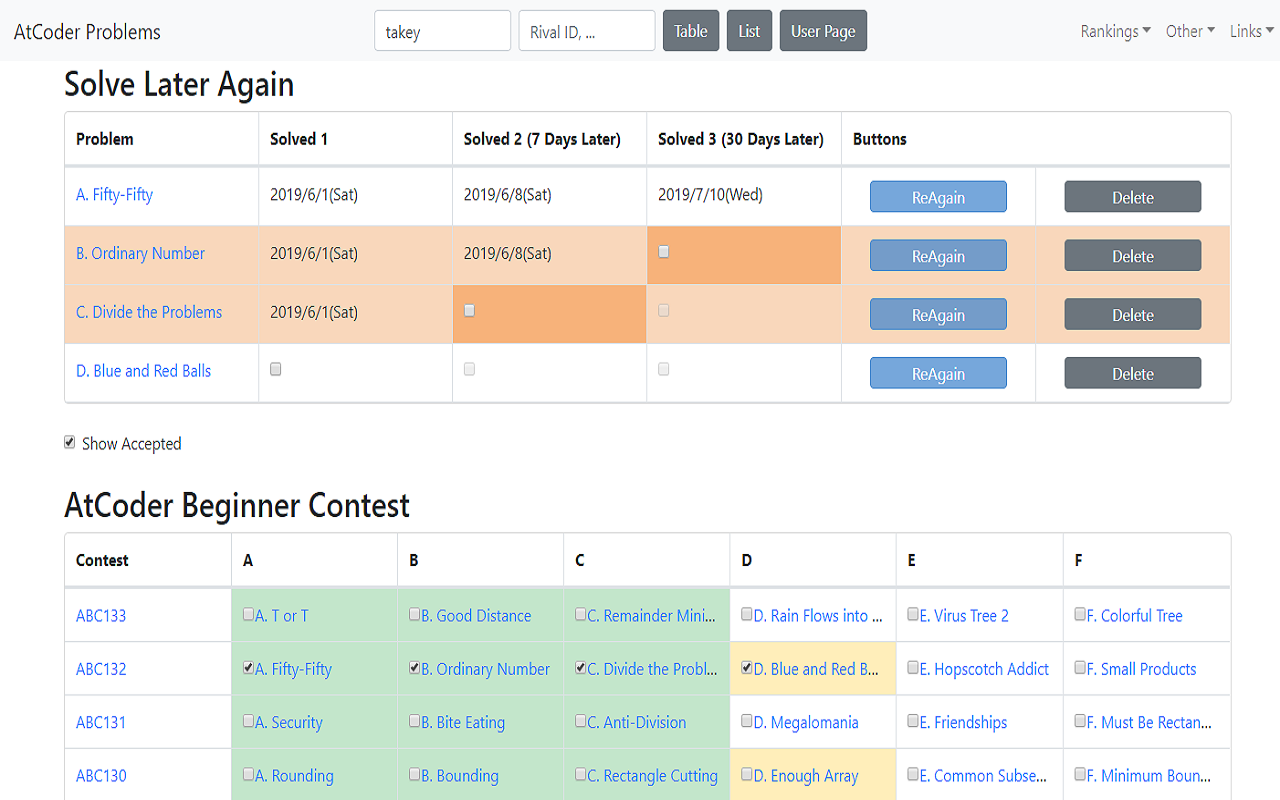 AtCoder Problems takey Rival ID, ... Table List User Page Rankings Other Links
Solve Later Again
Problem Solved 1 Solved 2 (7 Days Later) Solved 3 (30 Days Later) Buttons
A. Fifty-Fifty 2019/6/1(Sat) 2019/6/8(Sat) 2019/7/10(Wed) ReAgain Delete
B. Ordinary Number 2019/6/1(Sat) 2019/6/8(Sat) ReAgain Delete
C. Divide the Problems 2019/6/1(Sat) ReAgain Delete
D. Blue and Red Balls ReAgain Delete
Show Accepted
AtCoder Beginner Contest
Contest A B C D E F
ABC133 A. T or T B. Good Distance C. Remainder Mini... D. Rain Flows into ... E. Virus Tree 2 F. Colorful Tree
ABC132 A. Fifty-Fifty B. Ordinary Number C. Divide the Probl... D. Blue and Red B... E. Hopscotch Addict F. Small Products
ABC131 A. Security B. Bite Eating C. Anti-Division D. Megalomania E. Friendships F. Must Be Rectan...
ABC130 A. Rounding B. Bounding C. Rectangle Cutting D. Enough Array E. Common Subse... F. Minimum Boun...